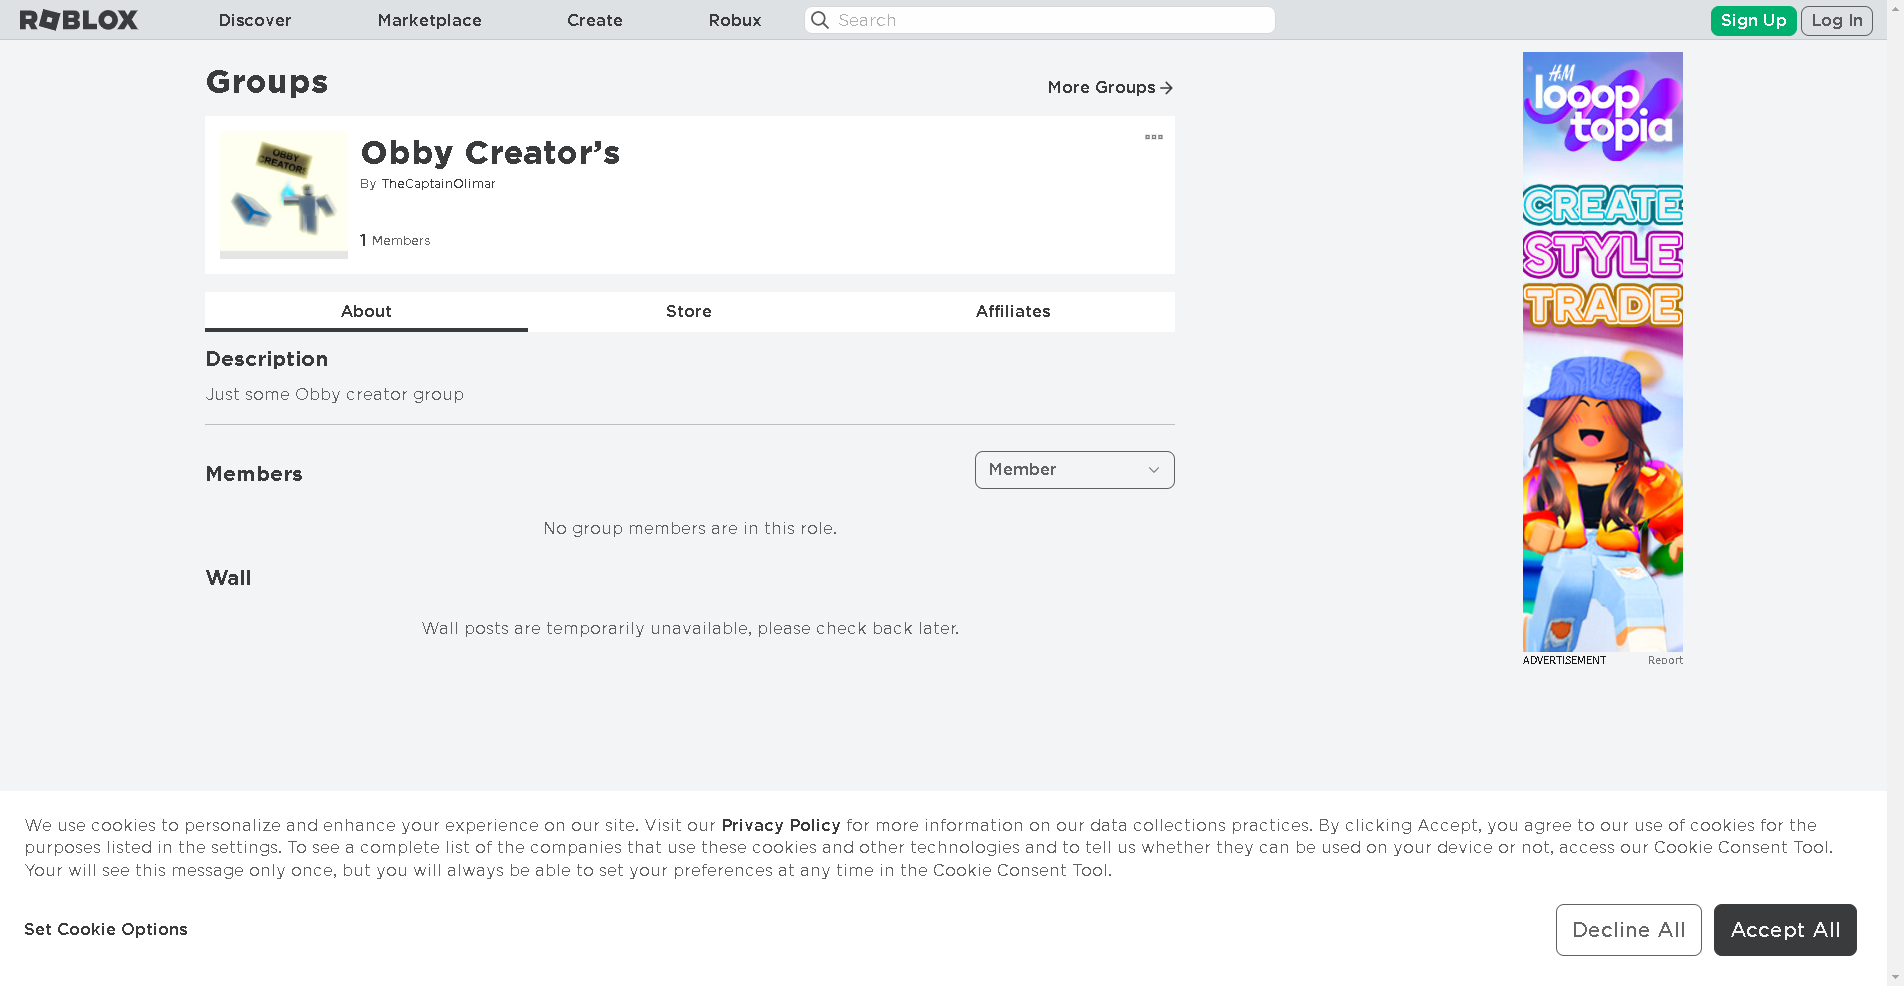 ROBLOX
Discover
Marketplace
Create
Robux
Search
Sign Up
Log In
Groups
More Groups
OBBY
CREATORS
Obby Creator's
By TheCaptainOlimar
1 Members
About
Store
Affiliates
Description
Just some Obby creator group
Members
Member
No group members are in this role.
Wall
Wall posts are temporarily unavailable, please check back later.
H&M
looop
topia
CREATE
STYLE
TRADE
ADVERTISEMENT
Report
We use cookies to personalize and enhance your experience on our site. Visit our Privacy Policy for more information on our data collections practices. By clicking Accept, you agree to our use of cookies for the
purposes listed in the settings. To see a complete list of the companies that use these cookies and other technologies and to tell us whether they can be used on your device or not, access our Cookie Consent Tool.
Your will see this message only once, but you will always be able to set your preferences at any time in the Cookie Consent Tool.
Set Cookie Options
Decline All
Accept All